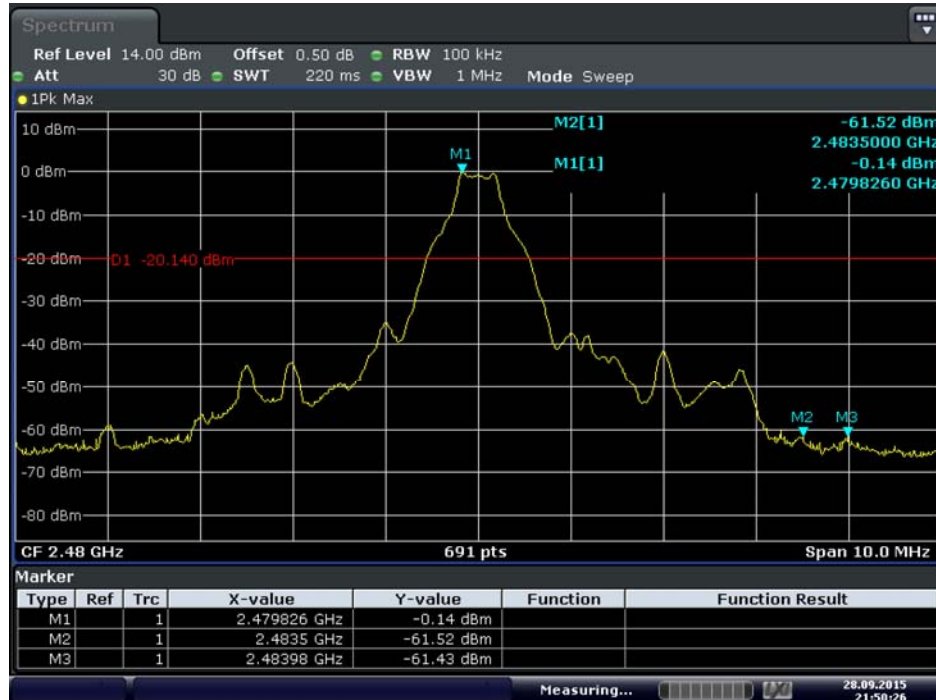 Spectrum
Ref Level 14.00 dBm Offset 0.50 dB RBW 100 kHz
Att 30 dB SWT 220 ms VBW 1 MHz Mode Sweep
1Pk Max
10 dBm
M2[1] -61.52 dBm
2.4835000 GHz
M1[1] -0.14 dBm
2.4798260 GHz
M1
0 dBm
-10 dBm
-20 dBm D1 -20.140 dBm
-30 dBm
-40 dBm
-50 dBm
-60 dBm
M2 M3
-70 dBm
-80 dBm
CF 2.48 GHz 691 pts Span 10.0 MHz
Marker
Type Ref Trc X-value Y-value Function Function Result
M1 1 2.479826 GHz -0.14 dBm
M2 1 2.4835 GHz -61.52 dBm
M3 1 2.48398 GHz -61.43 dBm
Measuring... 28.09.2015
21:50:26